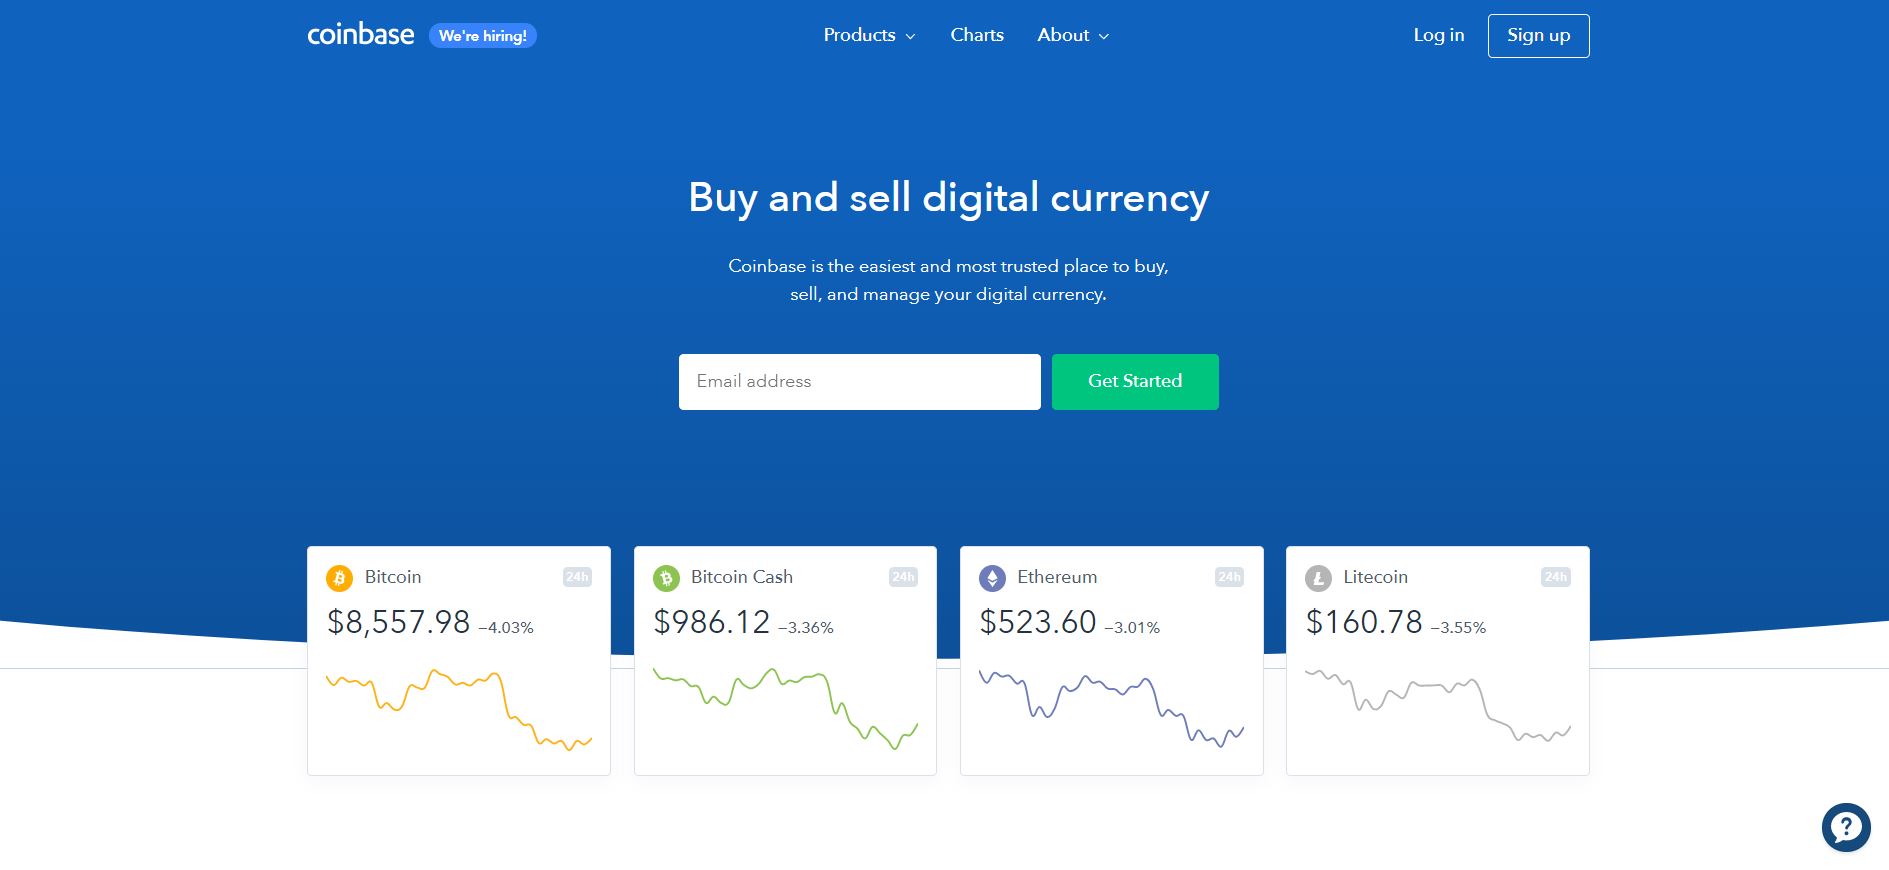 coinbase We're hiring! Products Charts About Log in Sign up
Buy and sell digital currency
Coinbase is the easiest and most trusted place to buy,
sell, and manage your digital currency.
Email address Get Started
Bitcoin 24h
$8,557.98 −4.03%
Bitcoin Cash 24h
$986.12 −3.36%
Ethereum 24h
$523.60 −3.01%
Litecoin 24h
$160.78 −3.55%
?